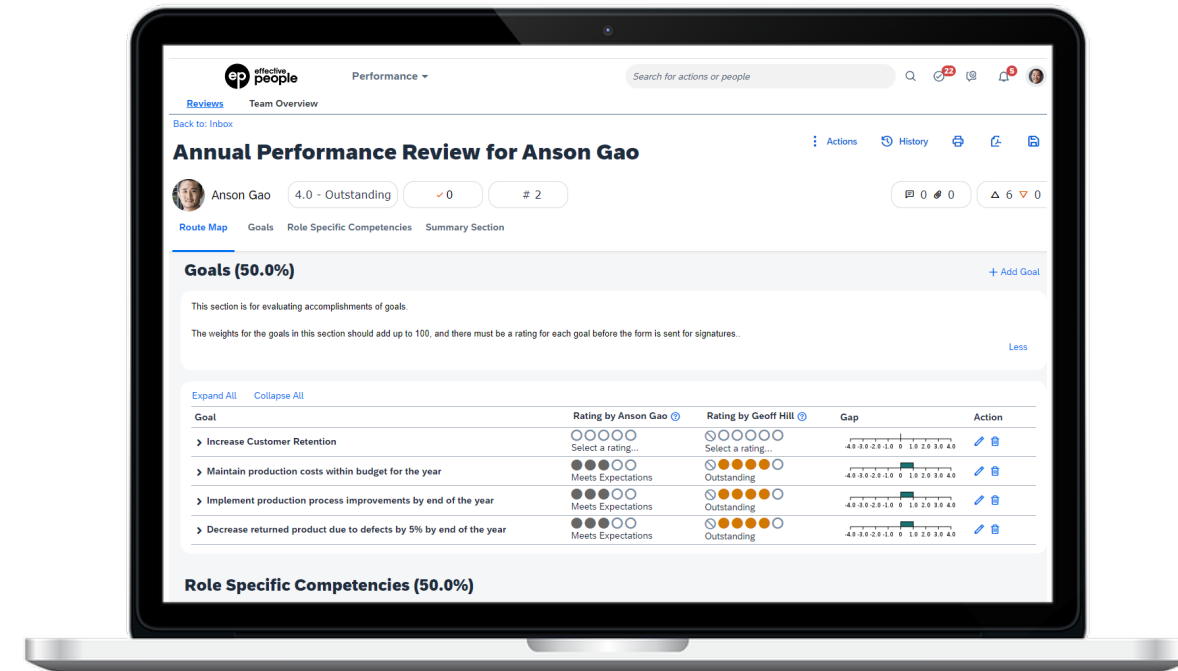 ep effective people
Performance
Search for actions or people
22
5
Reviews Team Overview
Back to: Inbox
Annual Performance Review for Anson Gao
Actions History
Anson Gao 4.0 - Outstanding 0 # 2 0 0 6 0
Route Map Goals Role Specific Competencies Summary Section
Goals (50.0%)
+ Add Goal
This section is for evaluating accomplishments of goals.
The weights for the goals in this section should add up to 100, and there must be a rating for each goal before the form is sent for signatures..
Less
Expand All Collapse All
Goal Rating by Anson Gao ? Rating by Geoff Hill ? Gap Action
Increase Customer Retention
Select a rating... Select a rating...
-4.0 -3.0 -2.0 -1.0 0 1.0 2.0 3.0 4.0
Maintain production costs within budget for the year
Meets Expectations Outstanding
-4.0 -3.0 -2.0 -1.0 0 1.0 2.0 3.0 4.0
Implement production process improvements by end of the year
Meets Expectations Outstanding
-4.0 -3.0 -2.0 -1.0 0 1.0 2.0 3.0 4.0
Decrease returned product due to defects by 5% by end of the year
Meets Expectations Outstanding
-4.0 -3.0 -2.0 -1.0 0 1.0 2.0 3.0 4.0
Role Specific Competencies (50.0%)